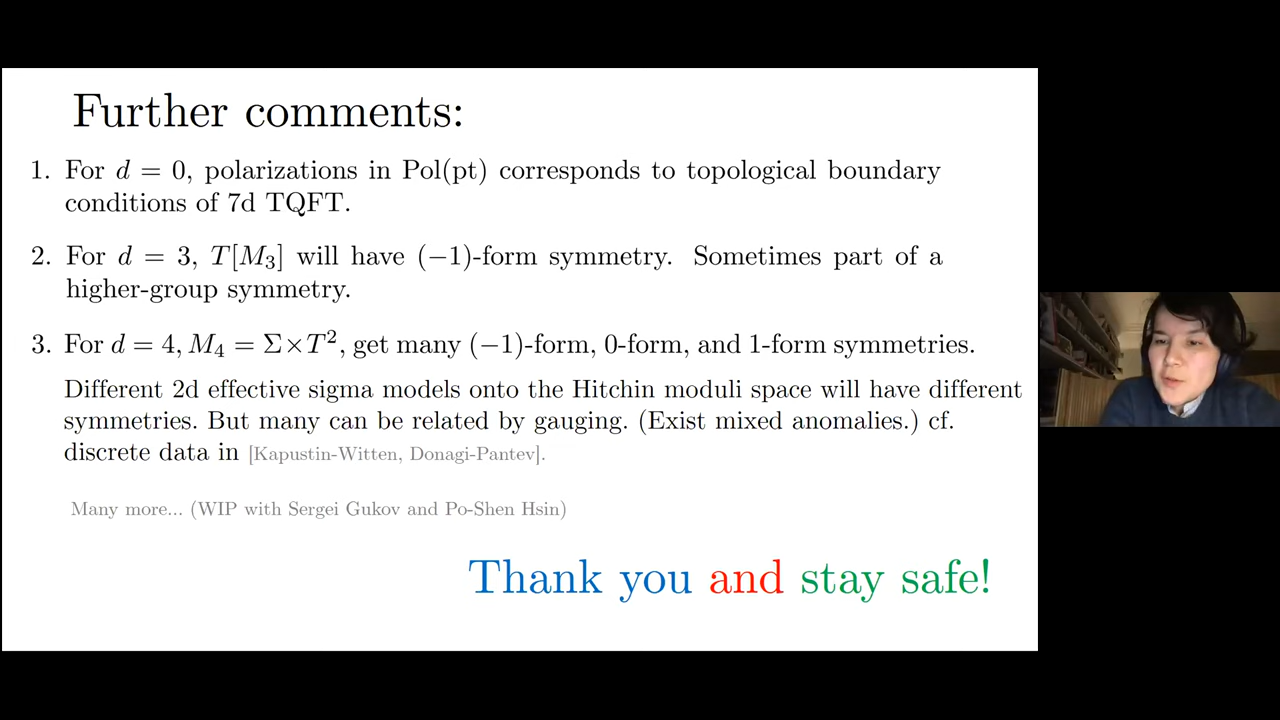 Further comments:
1. For d = 0, polarizations in Pol(pt) corresponds to topological boundary
conditions of 7d TQFT.
2. For d = 3, T[M₃] will have (−1)-form symmetry. Sometimes part of a
higher-group symmetry.
3. For d = 4, M₄ = Σ×T², get many (−1)-form, 0-form, and 1-form symmetries.
Different 2d effective sigma models onto the Hitchin moduli space will have different
symmetries. But many can be related by gauging. (Exist mixed anomalies.) cf.
discrete data in [Kapustin-Witten, Donagi-Pantev].
Many more... (WIP with Sergei Gukov and Po-Shen Hsin)
Thank you and stay safe!